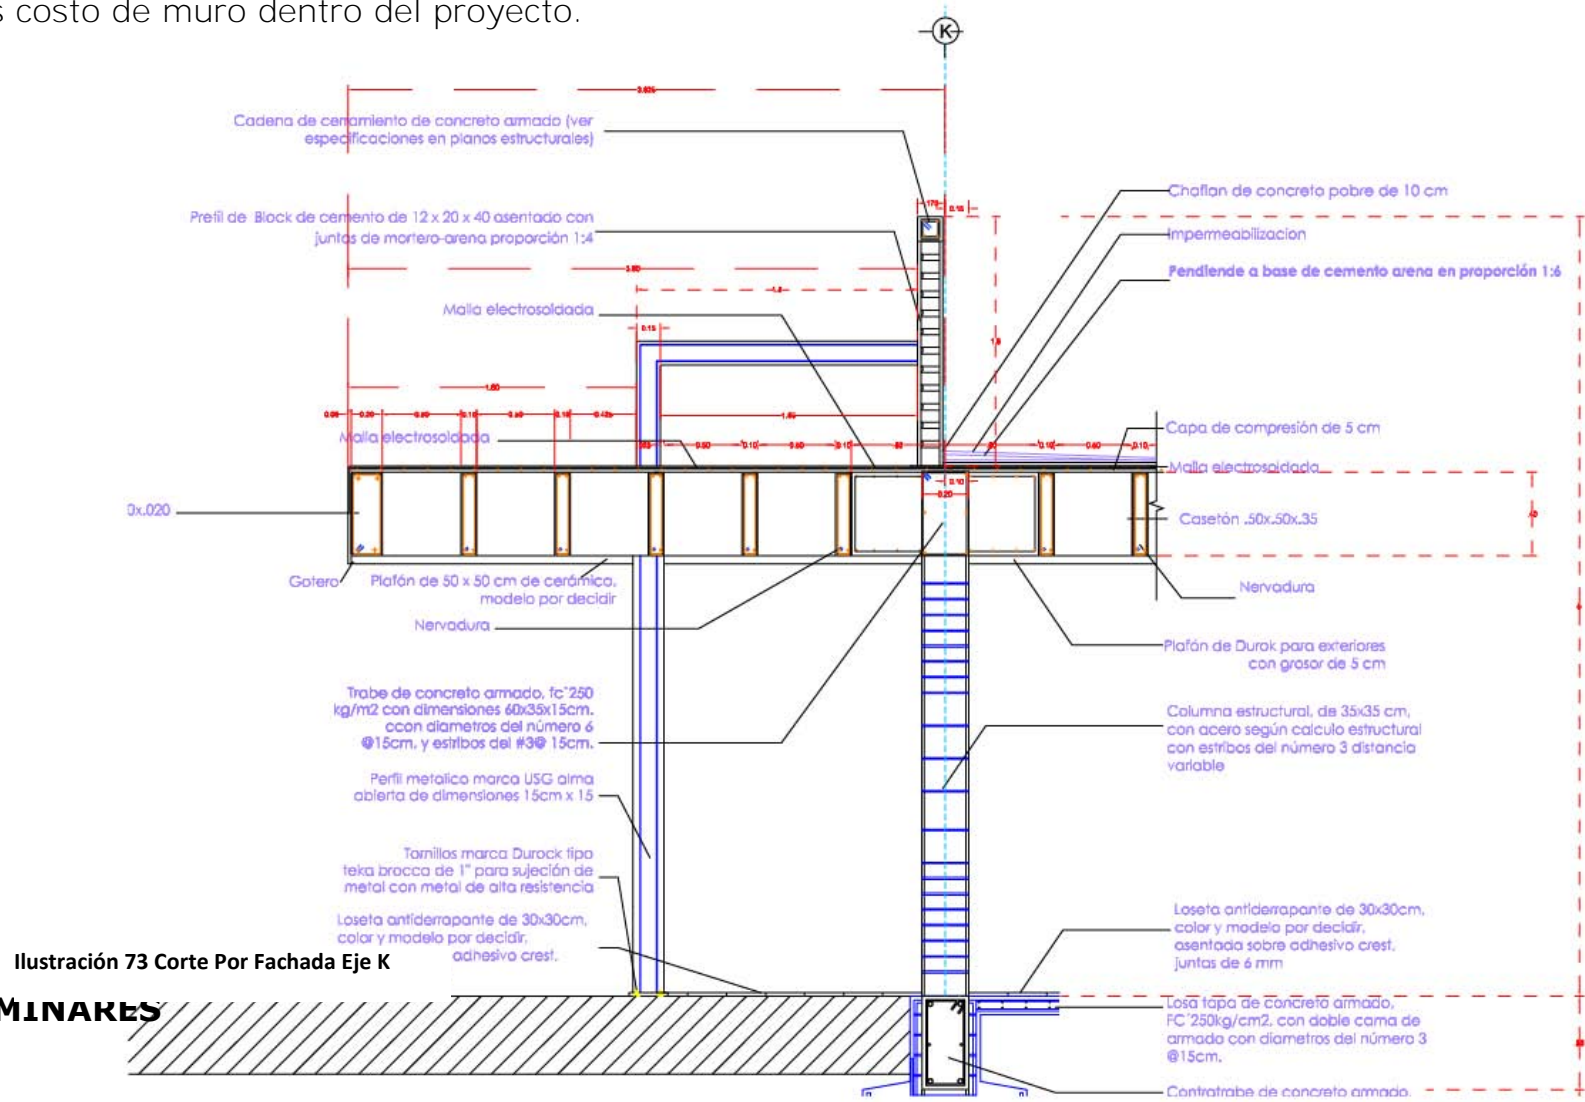 s costo de muro dentro del proyecto.
K
3.805
Cadena de cerramiento de concreto armado (ver
especificaciones en planos estructurales)
Chaflan de concreto pobre de 10 cm
Pretil de Block de cemento de 12 x 20 x 40 asentado con
juntas de mortero-arena proporción 1:4
Impermeabilizacion
Pendiende a base de cemento arena en proporción 1:6
Malla electrosoldada
0.15
Malla electrosoldada
Capa de compresión de 5 cm
Malla electrosoldada
0.10
0.20
0x.020
Casetón .50x.50x.35
Gotero
Plafón de 50 x 50 cm de cerámica,
modelo por decidir
Nervadura
Nervadura
Plafón de Durok para exteriores
con grosor de 5 cm
Trabe de concreto armado, fc´250
kg/m2 con dimensiones 60x35x15cm.
ccon diametros del número 6
@15cm. y estribos del #3@ 15cm.
Columna estructural, de 35x35 cm,
con acero según calculo estructural
con estribos del número 3 distancia
variable
Perfil metalico marca USG alma
abierta de dimensiones 15cm x 15
Tornillos marca Durock tipo
teka brocca de 1" para sujeción de
metal con metal de alta resistencia
Loseta antiderrapante de 30x30cm,
color y modelo por decidir,
adhesivo crest.
Loseta antiderrapante de 30x30cm,
color y modelo por decidir,
asentada sobre adhesivo crest,
juntas de 6 mm
Ilustración 73 Corte Por Fachada Eje K
MINARES
Losa tapa de concreto armado,
FC´250kg/cm2, con doble cama de
armado con diametros del número 3
@15cm.
Contratrabe de concreto armado,